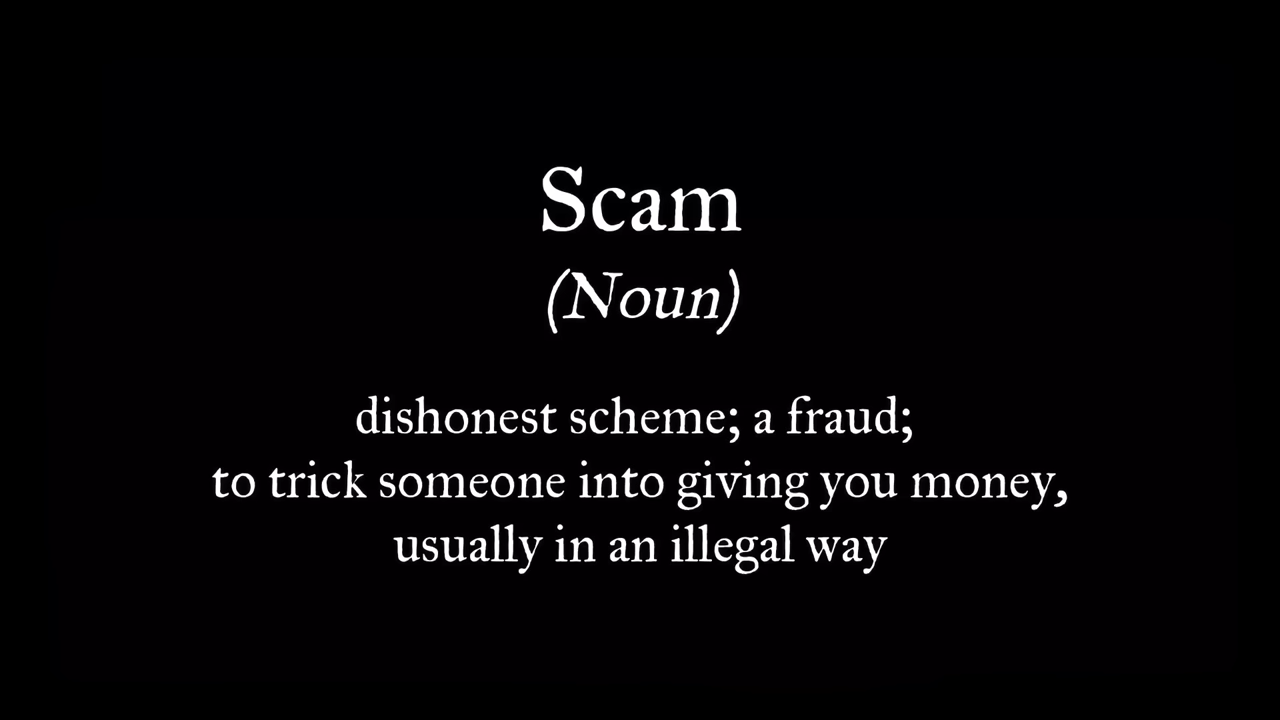 Scam
(Noun)
dishonest scheme; a fraud;
to trick someone into giving you money,
usually in an illegal way